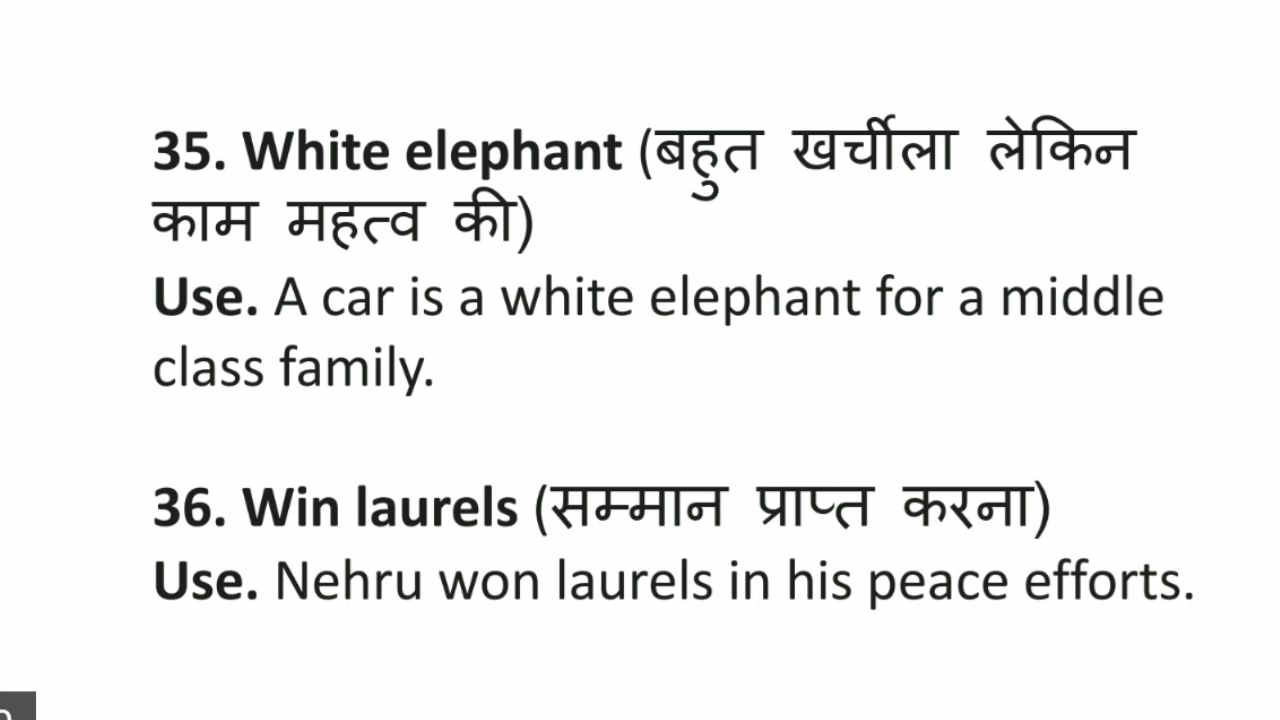 35. White elephant (बहुत खर्चीला लेकिन
काम महत्व की)
Use. A car is a white elephant for a middle
class family.
36. Win laurels (सम्मान प्राप्त करना)
Use. Nehru won laurels in his peace efforts.